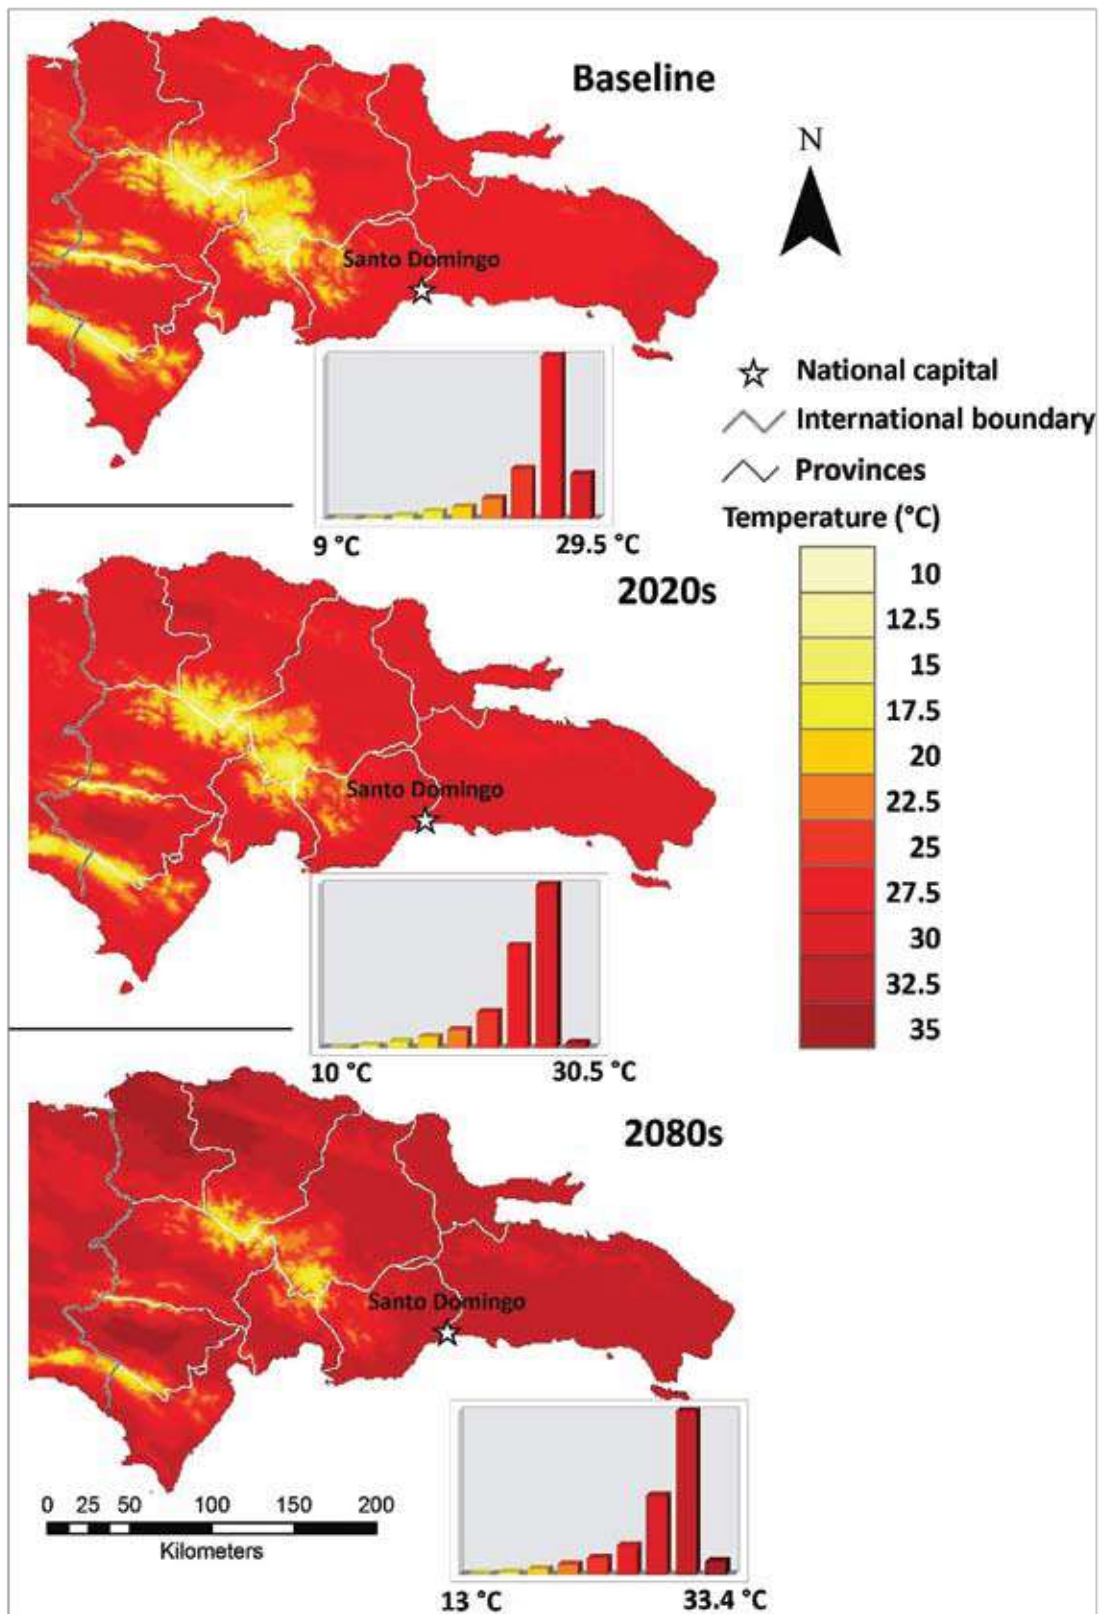 Baseline
N
Santo Domingo
National capital
International boundary
Provinces
Temperature (°C)
9 °C 29.5 °C
10
12.5
15
17.5
20
22.5
25
27.5
30
32.5
35
2020s
Santo Domingo
10 °C 30.5 °C
2080s
Santo Domingo
0 25 50 100 150 200
Kilometers
13 °C 33.4 °C